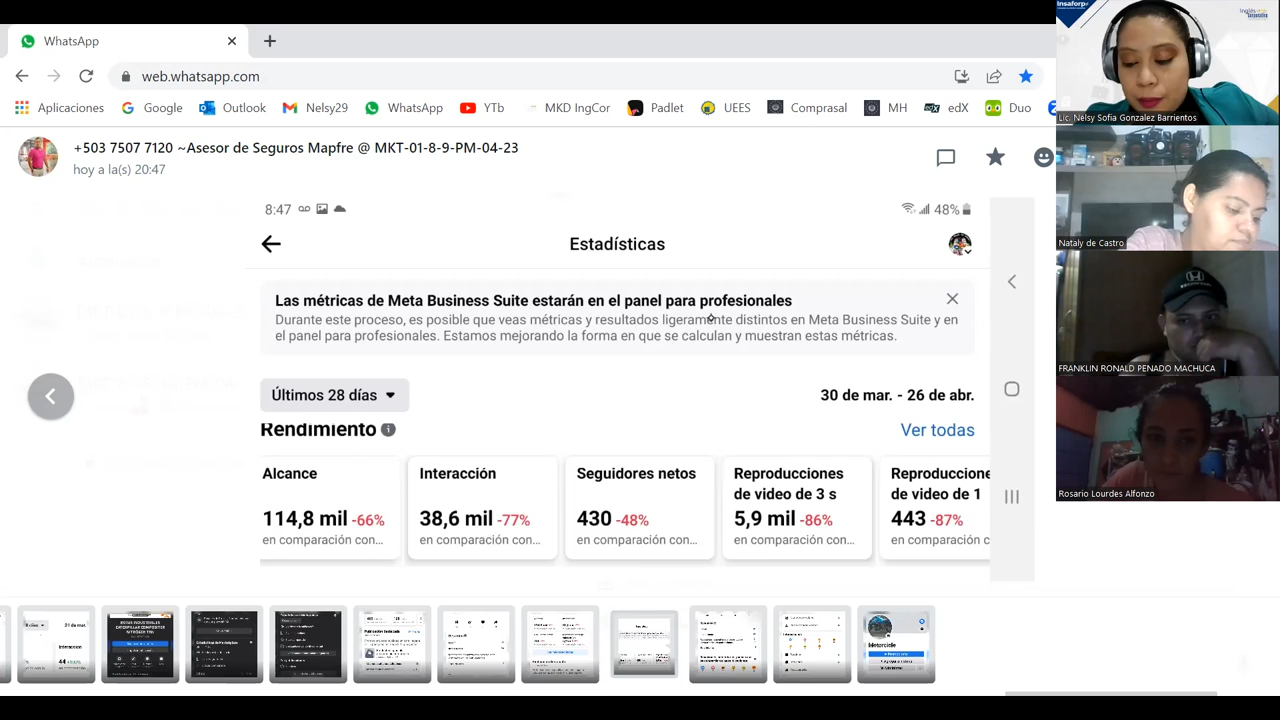 WhatsApp
web.whatsapp.com
Aplicaciones
Google
Outlook
Nelsy29
WhatsApp
YTb
MKD IngCor
Padlet
UEES
Comprasal
MH
edX
Duo
+503 7507 7120 ~Asesor de Seguros Mapfre @ MKT-01-8-9-PM-04-23
hoy a la(s) 20:47
8:47
48%
Estadísticas
Las métricas de Meta Business Suite estarán en el panel para profesionales
Durante este proceso, es posible que veas métricas y resultados ligeramente distintos en Meta Business Suite y en
el panel para profesionales. Estamos mejorando la forma en que se calculan y muestran estas métricas.
Últimos 28 días
30 de mar. - 26 de abr.
Rendimiento
Ver todas
Alcance
114,8 mil -66%
en comparación con...
Interacción
38,6 mil -77%
en comparación con...
Seguidores netos
430 -48%
en comparación con...
Reproducciones
de video de 3 s
5,9 mil -86%
en comparación con...
Reproduccione
de video de 1
443 -87%
en comparación c
Interacción
Motorcicle
Insaforp
Lic. Nelsy Sofia Gonzalez Barrientos
Nataly de Castro
FRANKLIN RONALD PENADO MACHUCA
Rosario Lourdes Alfonzo